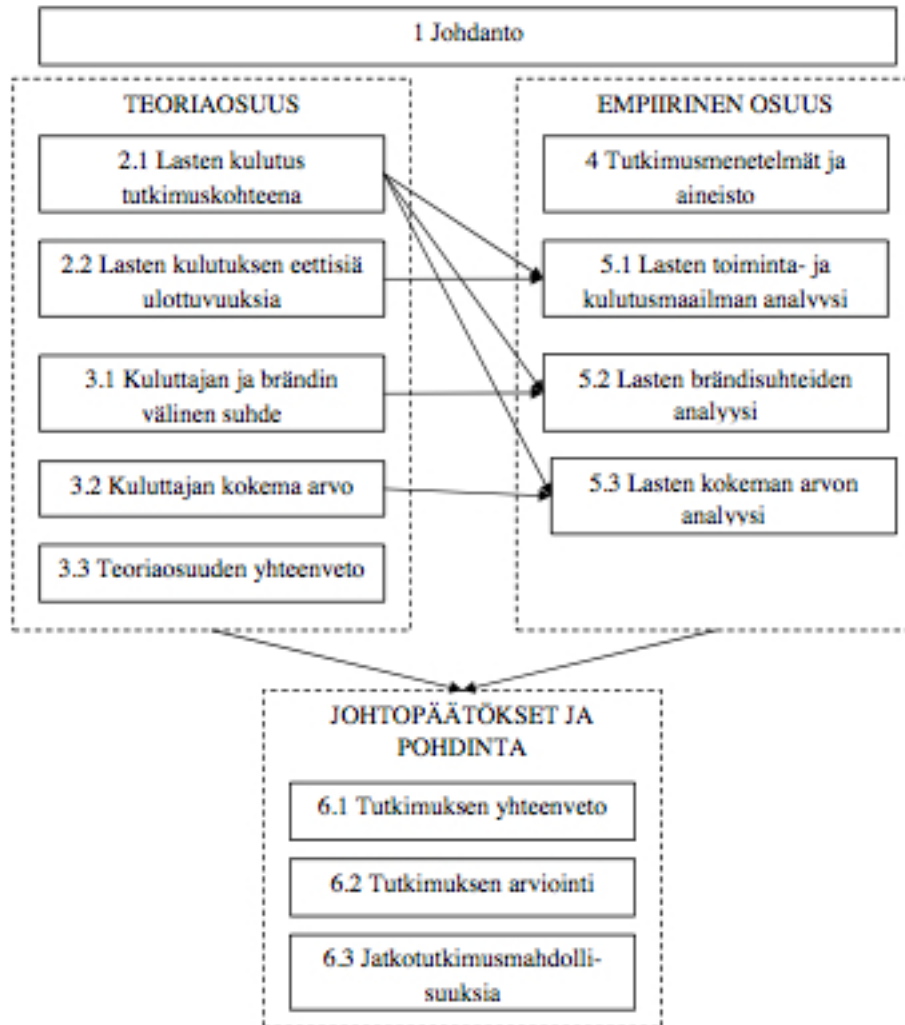 1 Johdanto
TEORIAOSUUS
2.1 Lasten kulutus
tutkimuskohteena
2.2 Lasten kulutuksen eettisiä
ulottuvuuksia
3.1 Kuluttajan ja brändin
välinen suhde
3.2 Kuluttajan kokema arvo
3.3 Teoriaosuuden yhteenveto
EMPIIRINEN OSUUS
4 Tutkimusmenetelmät ja
aineisto
5.1 Lasten toiminta- ja
kulutusmaailman analyysi
5.2 Lasten brändisuhteiden
analyysi
5.3 Lasten kokeman arvon
analyysi
JOHTOPÄÄTÖKSET JA
POHDINTA
6.1 Tutkimuksen yhteenveto
6.2 Tutkimuksen arviointi
6.3 Jatkotutkimusmahdolli-
suuksia